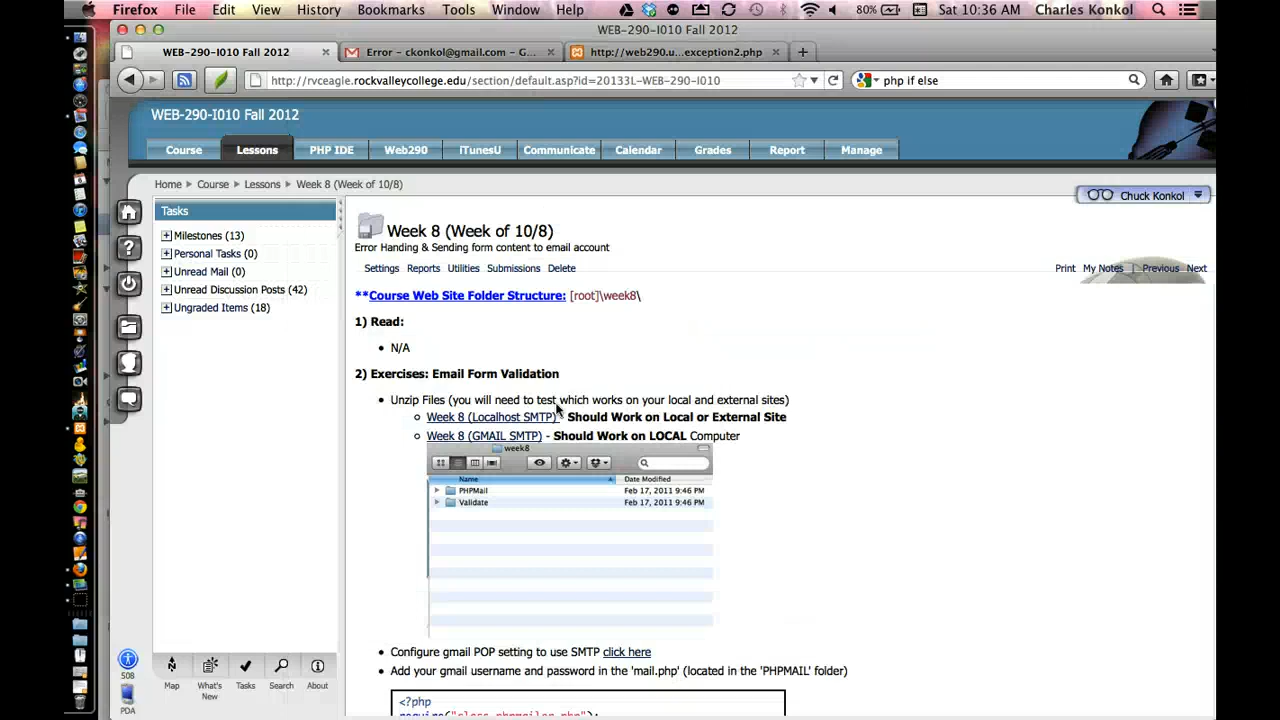 Firefox File Edit View History Bookmarks Tools Window Help 80% Sat 10:36 AM Charles Konkol
WEB-290-I010 Fall 2012
WEB-290-I010 Fall 2012 Error - ckonkol@gmail.com - G... http://web290.u...exception2.php
http://rvceagle.rockvalleycollege.edu/section/default.asp?id=20133L-WEB-290-I010 php if else
WEB-290-I010 Fall 2012
Course Lessons PHP IDE Web290 ITunesU Communicate Calendar Grades Report Manage
Home Course Lessons Week 8 (Week of 10/8)
Chuck Konkol
Tasks
Milestones (13)
Personal Tasks (0)
Unread Mail (0)
Unread Discussion Posts (42)
Ungraded Items (18)
Map What's New Tasks Search About
508
PDA
Week 8 (Week of 10/8)
Error Handing & Sending form content to email account
Settings Reports Utilities Submissions Delete Print My Notes | Previous Next
**Course Web Site Folder Structure: [root]\week8\
1) Read:
• N/A
2) Exercises: Email Form Validation
• Unzip Files (you will need to test which works on your local and external sites)
Week 8 (Localhost SMTP) - Should Work on Local or External Site
Week 8 (GMAIL SMTP) - Should Work on LOCAL Computer
week8
Name Date Modified
PHPMail Feb 17, 2011 9:46 PM
Validate Feb 17, 2011 9:46 PM
• Configure gmail POP setting to use SMTP click here
• Add your gmail username and password in the 'mail.php' (located in the 'PHPMAIL' folder)
<?php
require("class.phpmailer.php");